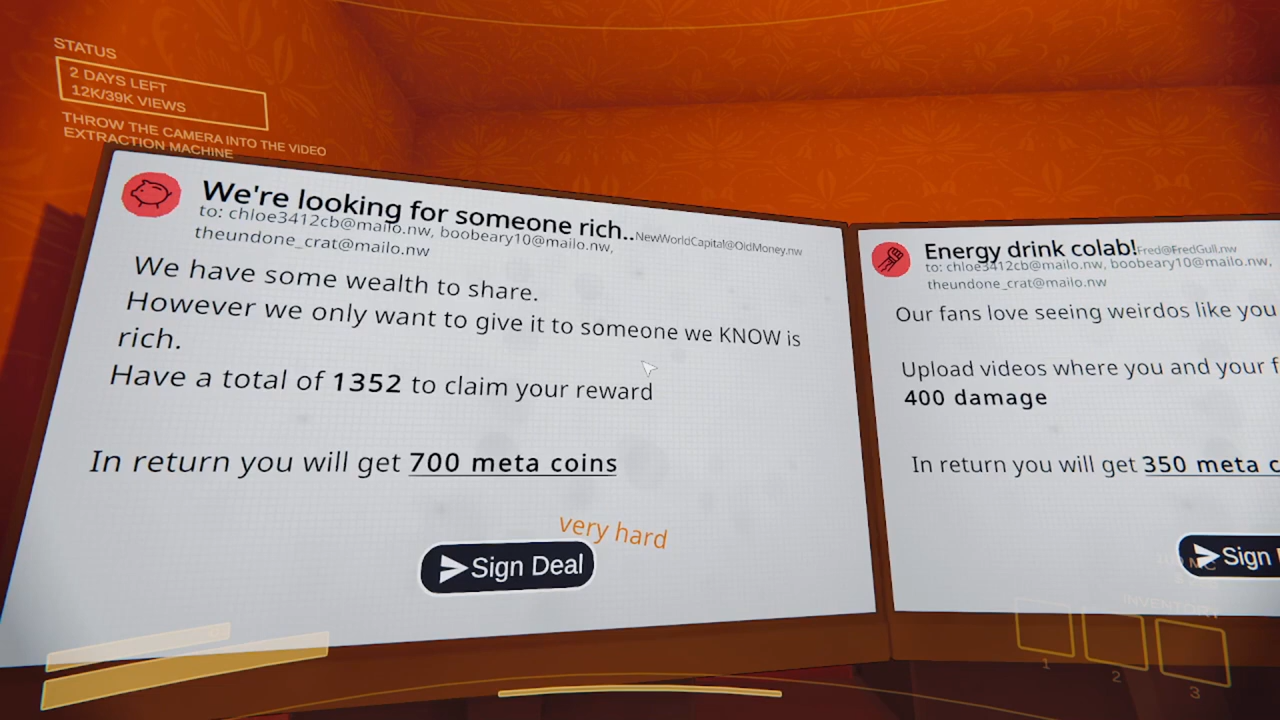 STATUS
2 DAYS LEFT
12K/39K VIEWS
THROW THE CAMERA INTO THE VIDEO
EXTRACTION MACHINE
We're looking for someone rich..
NewWorldCapital@OldMoney.nw
to: chloe3412cb@mailo.nw, boobeary10@mailo.nw,
theundone_crat@mailo.nw
We have some wealth to share.
However we only want to give it to someone we KNOW is
rich.
Have a total of 1352 to claim your reward
In return you will get 700 meta coins
very hard
Sign Deal
Energy drink colab!
Fred@FredGull.nw
to: chloe3412cb@mailo.nw, boobeary10@mailo.nw,
theundone_crat@mailo.nw
Our fans love seeing weirdos like you
Upload videos where you and your f
400 damage
In return you will get 350 meta c
Sign
INVENTORY
1
2
3